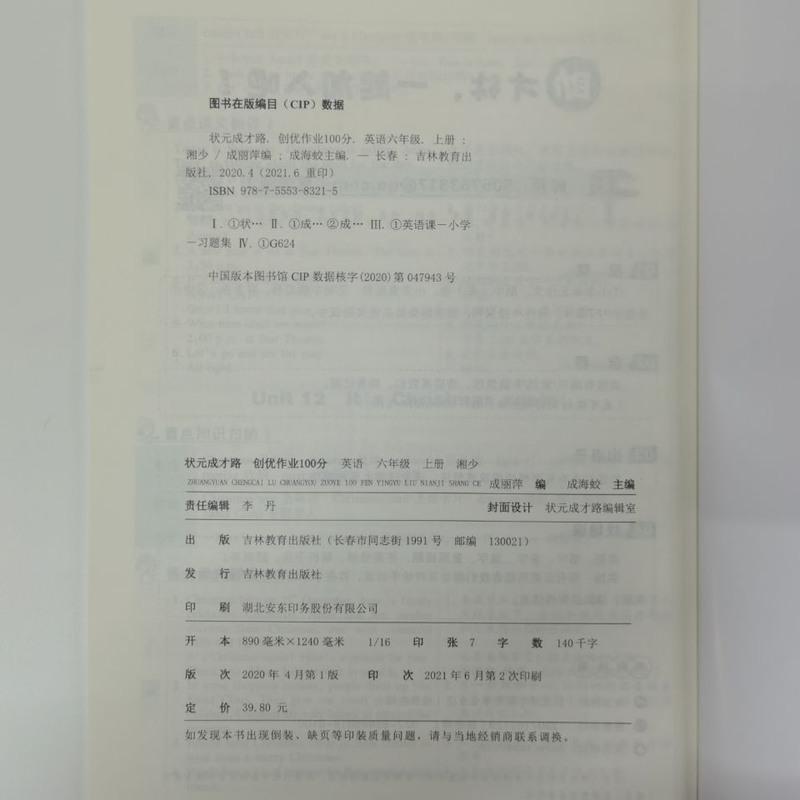 图书在版编目（CIP）数据
状元成才路. 创优作业100分. 英语六年级. 上册 ：
湘少 / 成丽萍编 ; 成海蛟主编. — 长春 ： 吉林教育出
版社, 2020.4（2021.6 重印）
ISBN 978-7-5553-8321-5
Ⅰ. ①状… Ⅱ. ①成… ②成… Ⅲ. ①英语课－小学
－习题集 Ⅳ. ①G624
中国版本图书馆 CIP 数据核字（2020）第 047943 号
状元成才路 创优作业100分 英语 六年级 上册 湘少
ZHUANGYUAN CHENGCAI LU CHUANGYOU ZUOYE 100 FEN YINGYU LIU NIANJI SHANG CE 成丽萍 编 成海蛟 主编
责任编辑 李 丹 封面设计 状元成才路编辑室
出 版 吉林教育出版社（长春市同志街 1991 号 邮编 130021）
发 行 吉林教育出版社
印 刷 湖北安东印务股份有限公司
开 本 890 毫米×1240 毫米 1/16 印 张 7 字 数 140 千字
版 次 2020 年 4 月第 1 版 印 次 2021 年 6 月第 2 次印刷
定 价 39.80 元
如发现本书出现倒装、缺页等印装质量问题，请与当地经销商联系调换。